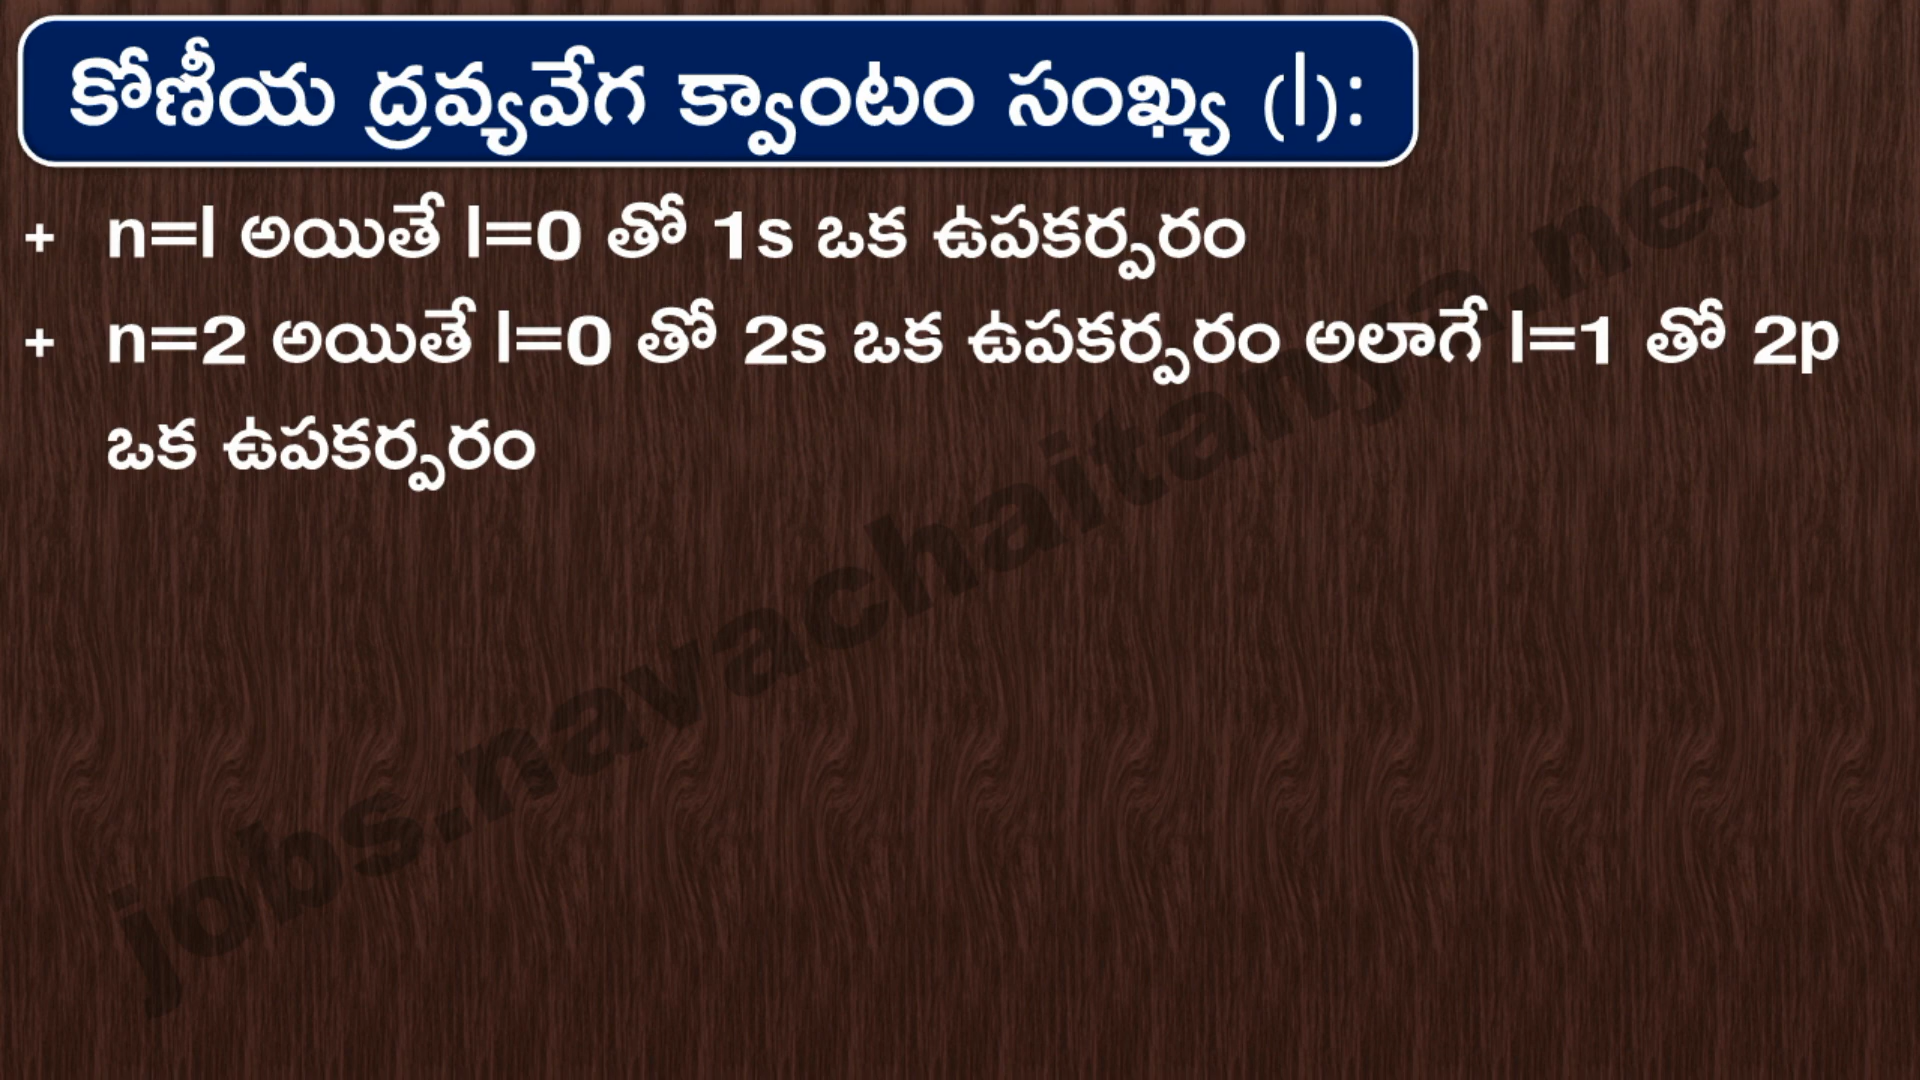 కోణీయ ద్రవ్యవేగ క్వాంటం సంఖ్య (l):
+ n=l అయితే l=0 తో 1s ఒక ఉపకర్పరం
+ n=2 అయితే l=0 తో 2s ఒక ఉపకర్పరం అలాగే l=1 తో 2p
ఒక ఉపకర్పరం
jobs.navachaitanya.net